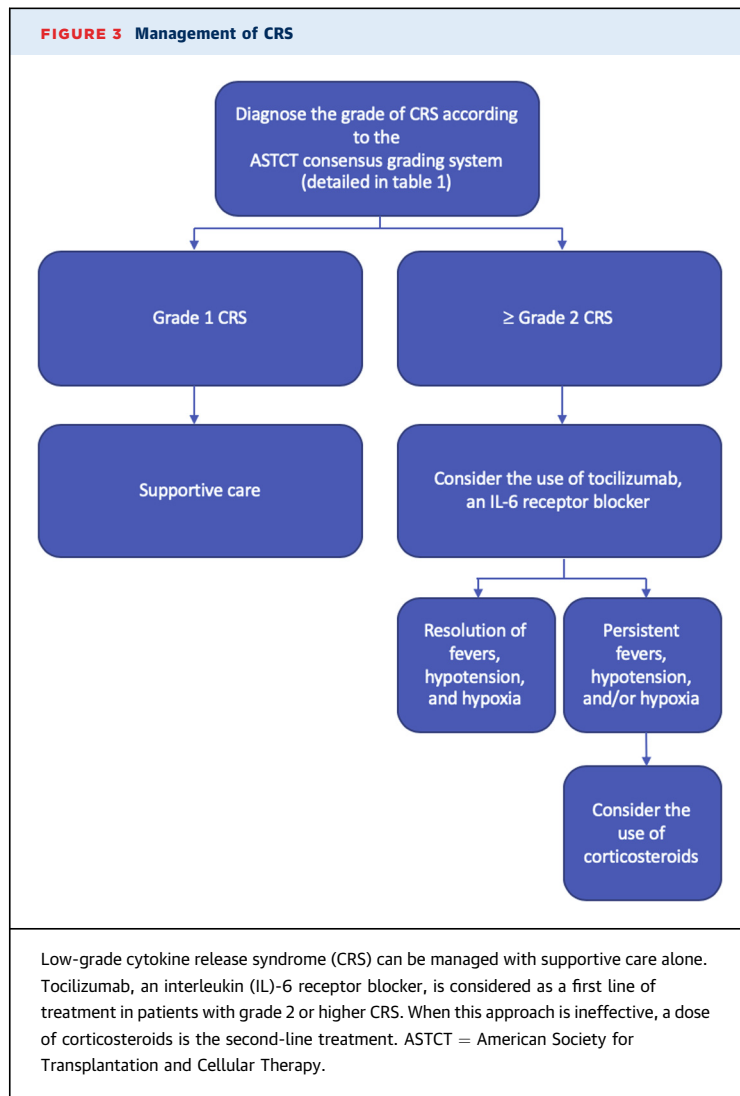 FIGURE 3 Management of CRS
Diagnose the grade of CRS according
to the
ASTCT consensus grading system
(detailed in table 1)
Grade 1 CRS
≥ Grade 2 CRS
Supportive care
Consider the use of tocilizumab,
an IL-6 receptor blocker
Resolution of
fevers,
hypotension,
and hypoxia
Persistent
fevers,
hypotension,
and/or hypoxia
Consider the
use of
corticosteroids
Low-grade cytokine release syndrome (CRS) can be managed with supportive care alone.
Tocilizumab, an interleukin (IL)-6 receptor blocker, is considered as a first line of
treatment in patients with grade 2 or higher CRS. When this approach is ineffective, a dose
of corticosteroids is the second-line treatment. ASTCT = American Society for
Transplantation and Cellular Therapy.